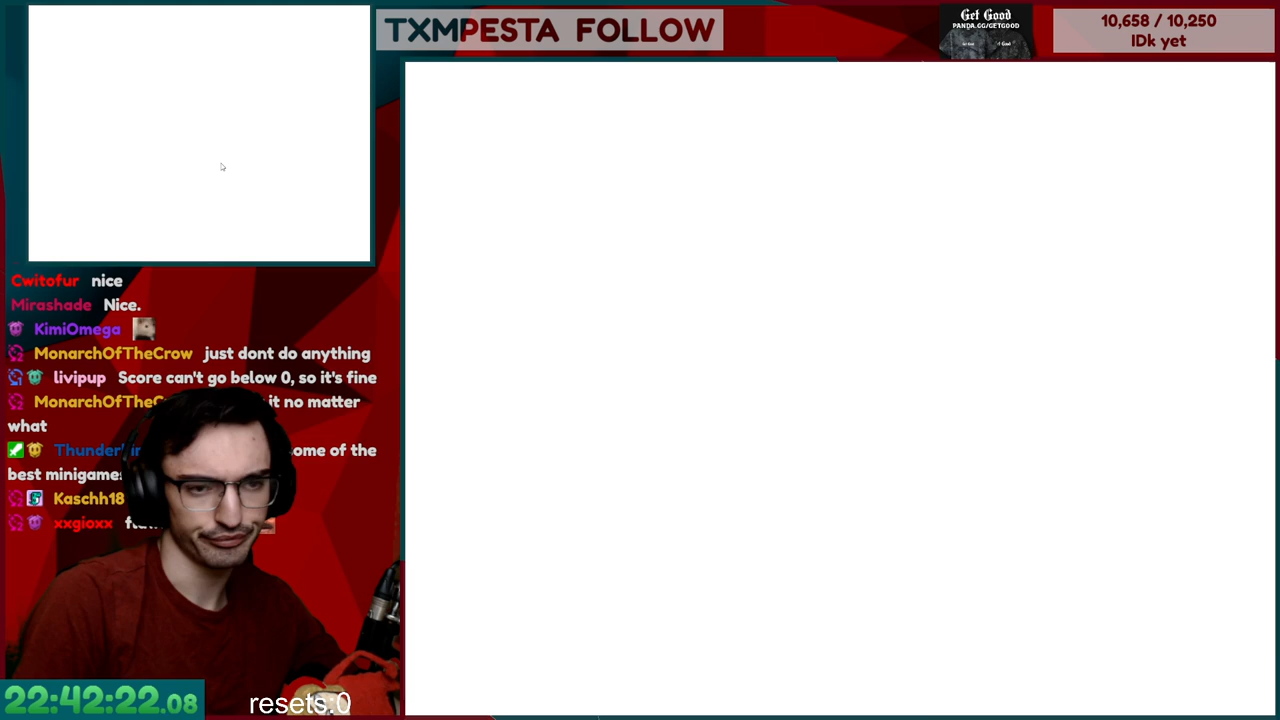 TXMPESTA FOLLOW
Get Good
PANDA.GG/GETGOOD
10,658 / 10,250
IDk yet
Cwitofur nice
Mirashade Nice.
KimiOmega
MonarchOfTheCrow just dont do anything
livipup Score can't go below 0, so it's fine
MonarchOfTheC it no matter
what
ome of the
best minigame
Kaschh18
xxgioxx
22:42:22.08
resets:0